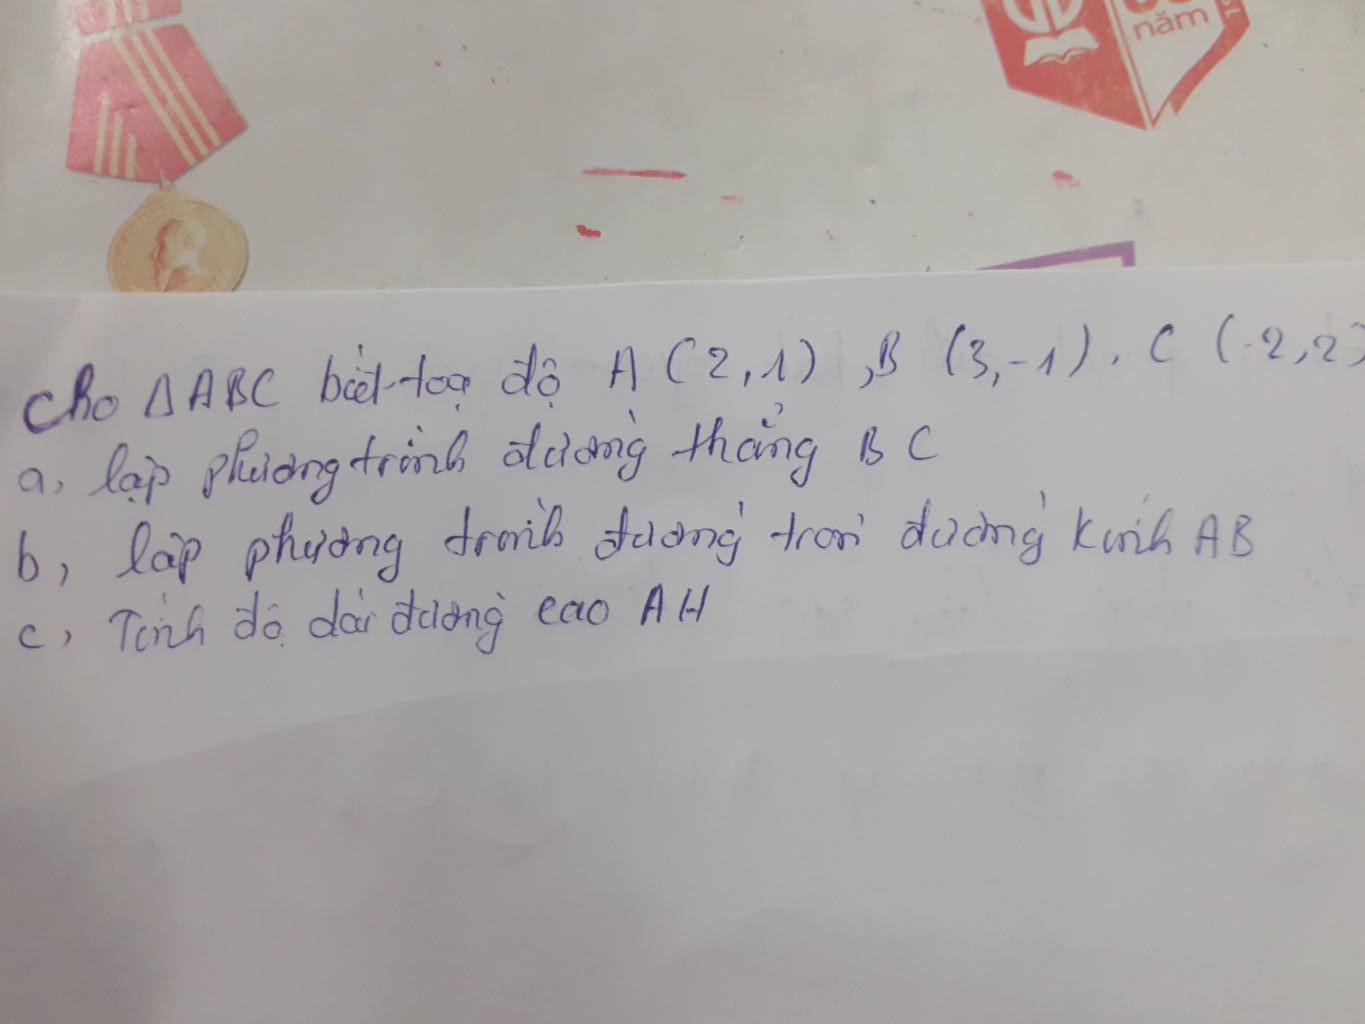 năm
Cho ΔABC biết toạ độ A (2,1), B (3,-1). C (-2,2)
a, lập phương trình đường thẳng BC
b, lập phương trình đường tròn đường kính AB
c, Tính độ dài đường cao AH